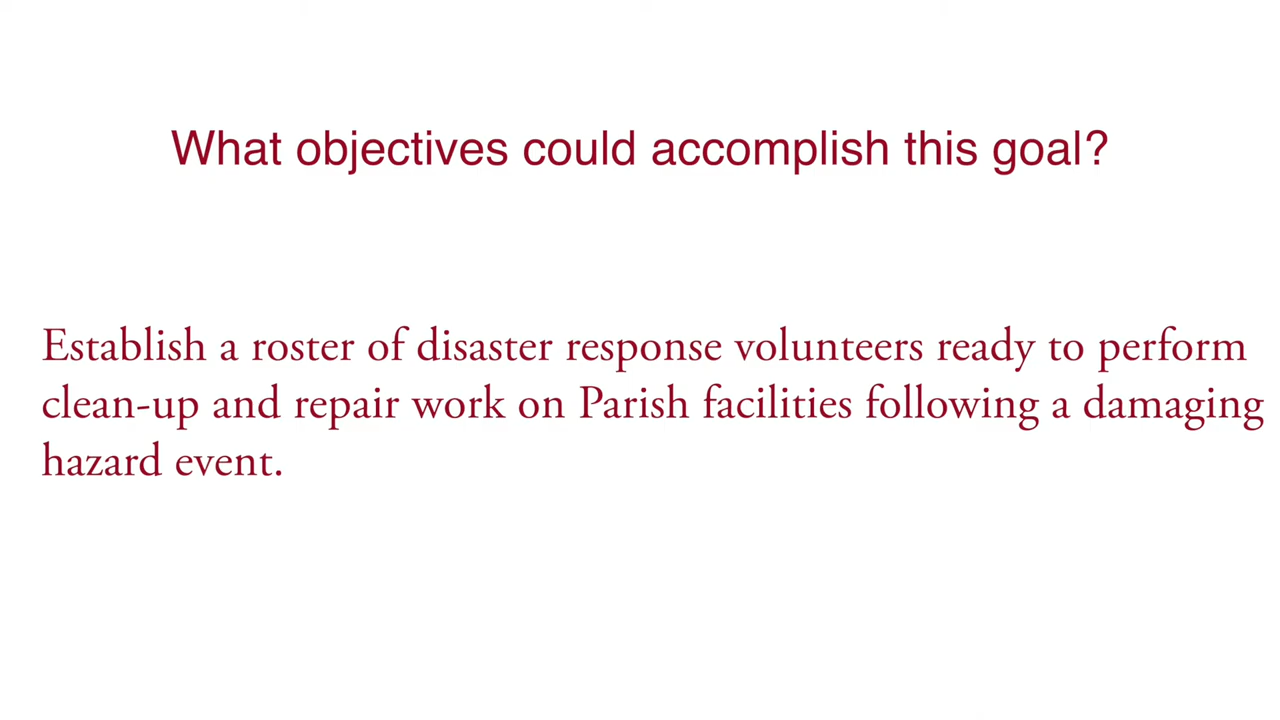 What objectives could accomplish this goal?
Establish a roster of disaster response volunteers ready to perform
clean-up and repair work on Parish facilities following a damaging
hazard event.